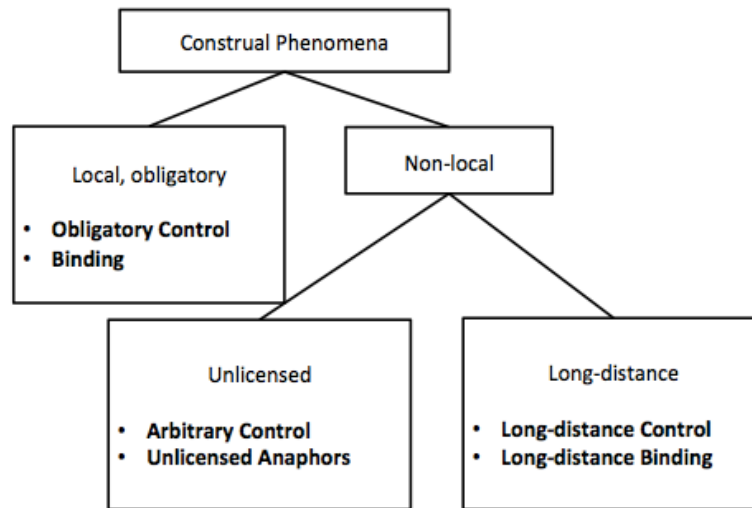 Construal Phenomena
Local, obligatory
• Obligatory Control
• Binding
Non-local
Unlicensed
• Arbitrary Control
• Unlicensed Anaphors
Long-distance
• Long-distance Control
• Long-distance Binding